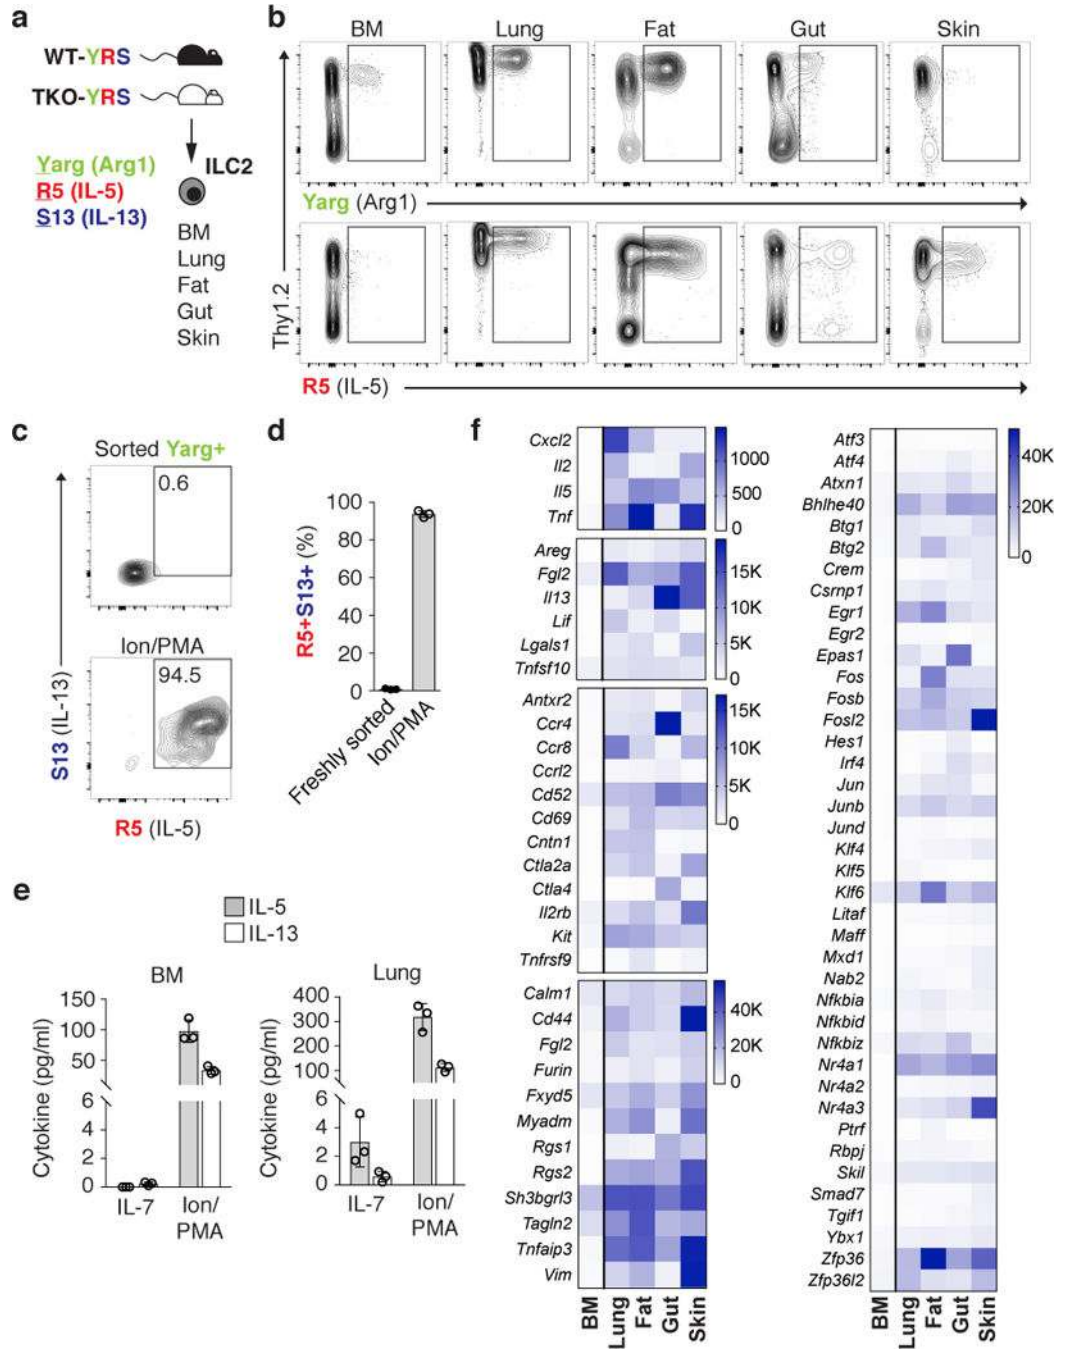 a
WT-YRS
TKO-YRS
Yarg (Arg1)
R5 (IL-5)
S13 (IL-13)
ILC2
BM
Lung
Fat
Gut
Skin
b
BM Lung Fat Gut Skin
Thy1.2
Yarg (Arg1)
R5 (IL-5)
c
Sorted Yarg+
0.6
Ion/PMA
94.5
S13 (IL-13)
R5 (IL-5)
d
R5+S13+ (%)
100
80
60
40
20
0
Freshly sorted
Ion/PMA
e
IL-5
IL-13
BM
Cytokine (pg/ml)
150
100
50
6
4
2
0
IL-7
Ion/
PMA
Lung
Cytokine (pg/ml)
400
300
200
100
6
4
2
0
IL-7
Ion/
PMA
f
Cxcl2
Il2
Il5
Tnf
1000
500
0
Areg
Fgl2
Il13
Lif
Lgals1
Tnfsf10
15K
10K
5K
0
Antxr2
Ccr4
Ccr8
Ccrl2
Cd52
Cd69
Cntn1
Ctla2a
Ctla4
Il2rb
Kit
Tnfrsf9
15K
10K
5K
0
Calm1
Cd44
Fgl2
Furin
Fxyd5
Myadm
Rgs1
Rgs2
Sh3bgrl3
Tagln2
Tnfaip3
Vim
40K
20K
0
BM
Lung
Fat
Gut
Skin
Atf3
Atf4
Atxn1
Bhlhe40
Btg1
Btg2
Crem
Csrnp1
Egr1
Egr2
Epas1
Fos
Fosb
Fosl2
Hes1
Irf4
Jun
Junb
Jund
Klf4
Klf5
Klf6
Litaf
Maff
Mxd1
Nab2
Nfkbia
Nfkbid
Nfkbiz
Nr4a1
Nr4a2
Nr4a3
Ptrf
Rbpj
Skil
Smad7
Tgif1
Ybx1
Zfp36
Zfp36l2
40K
20K
0
BM
Lung
Fat
Gut
Skin